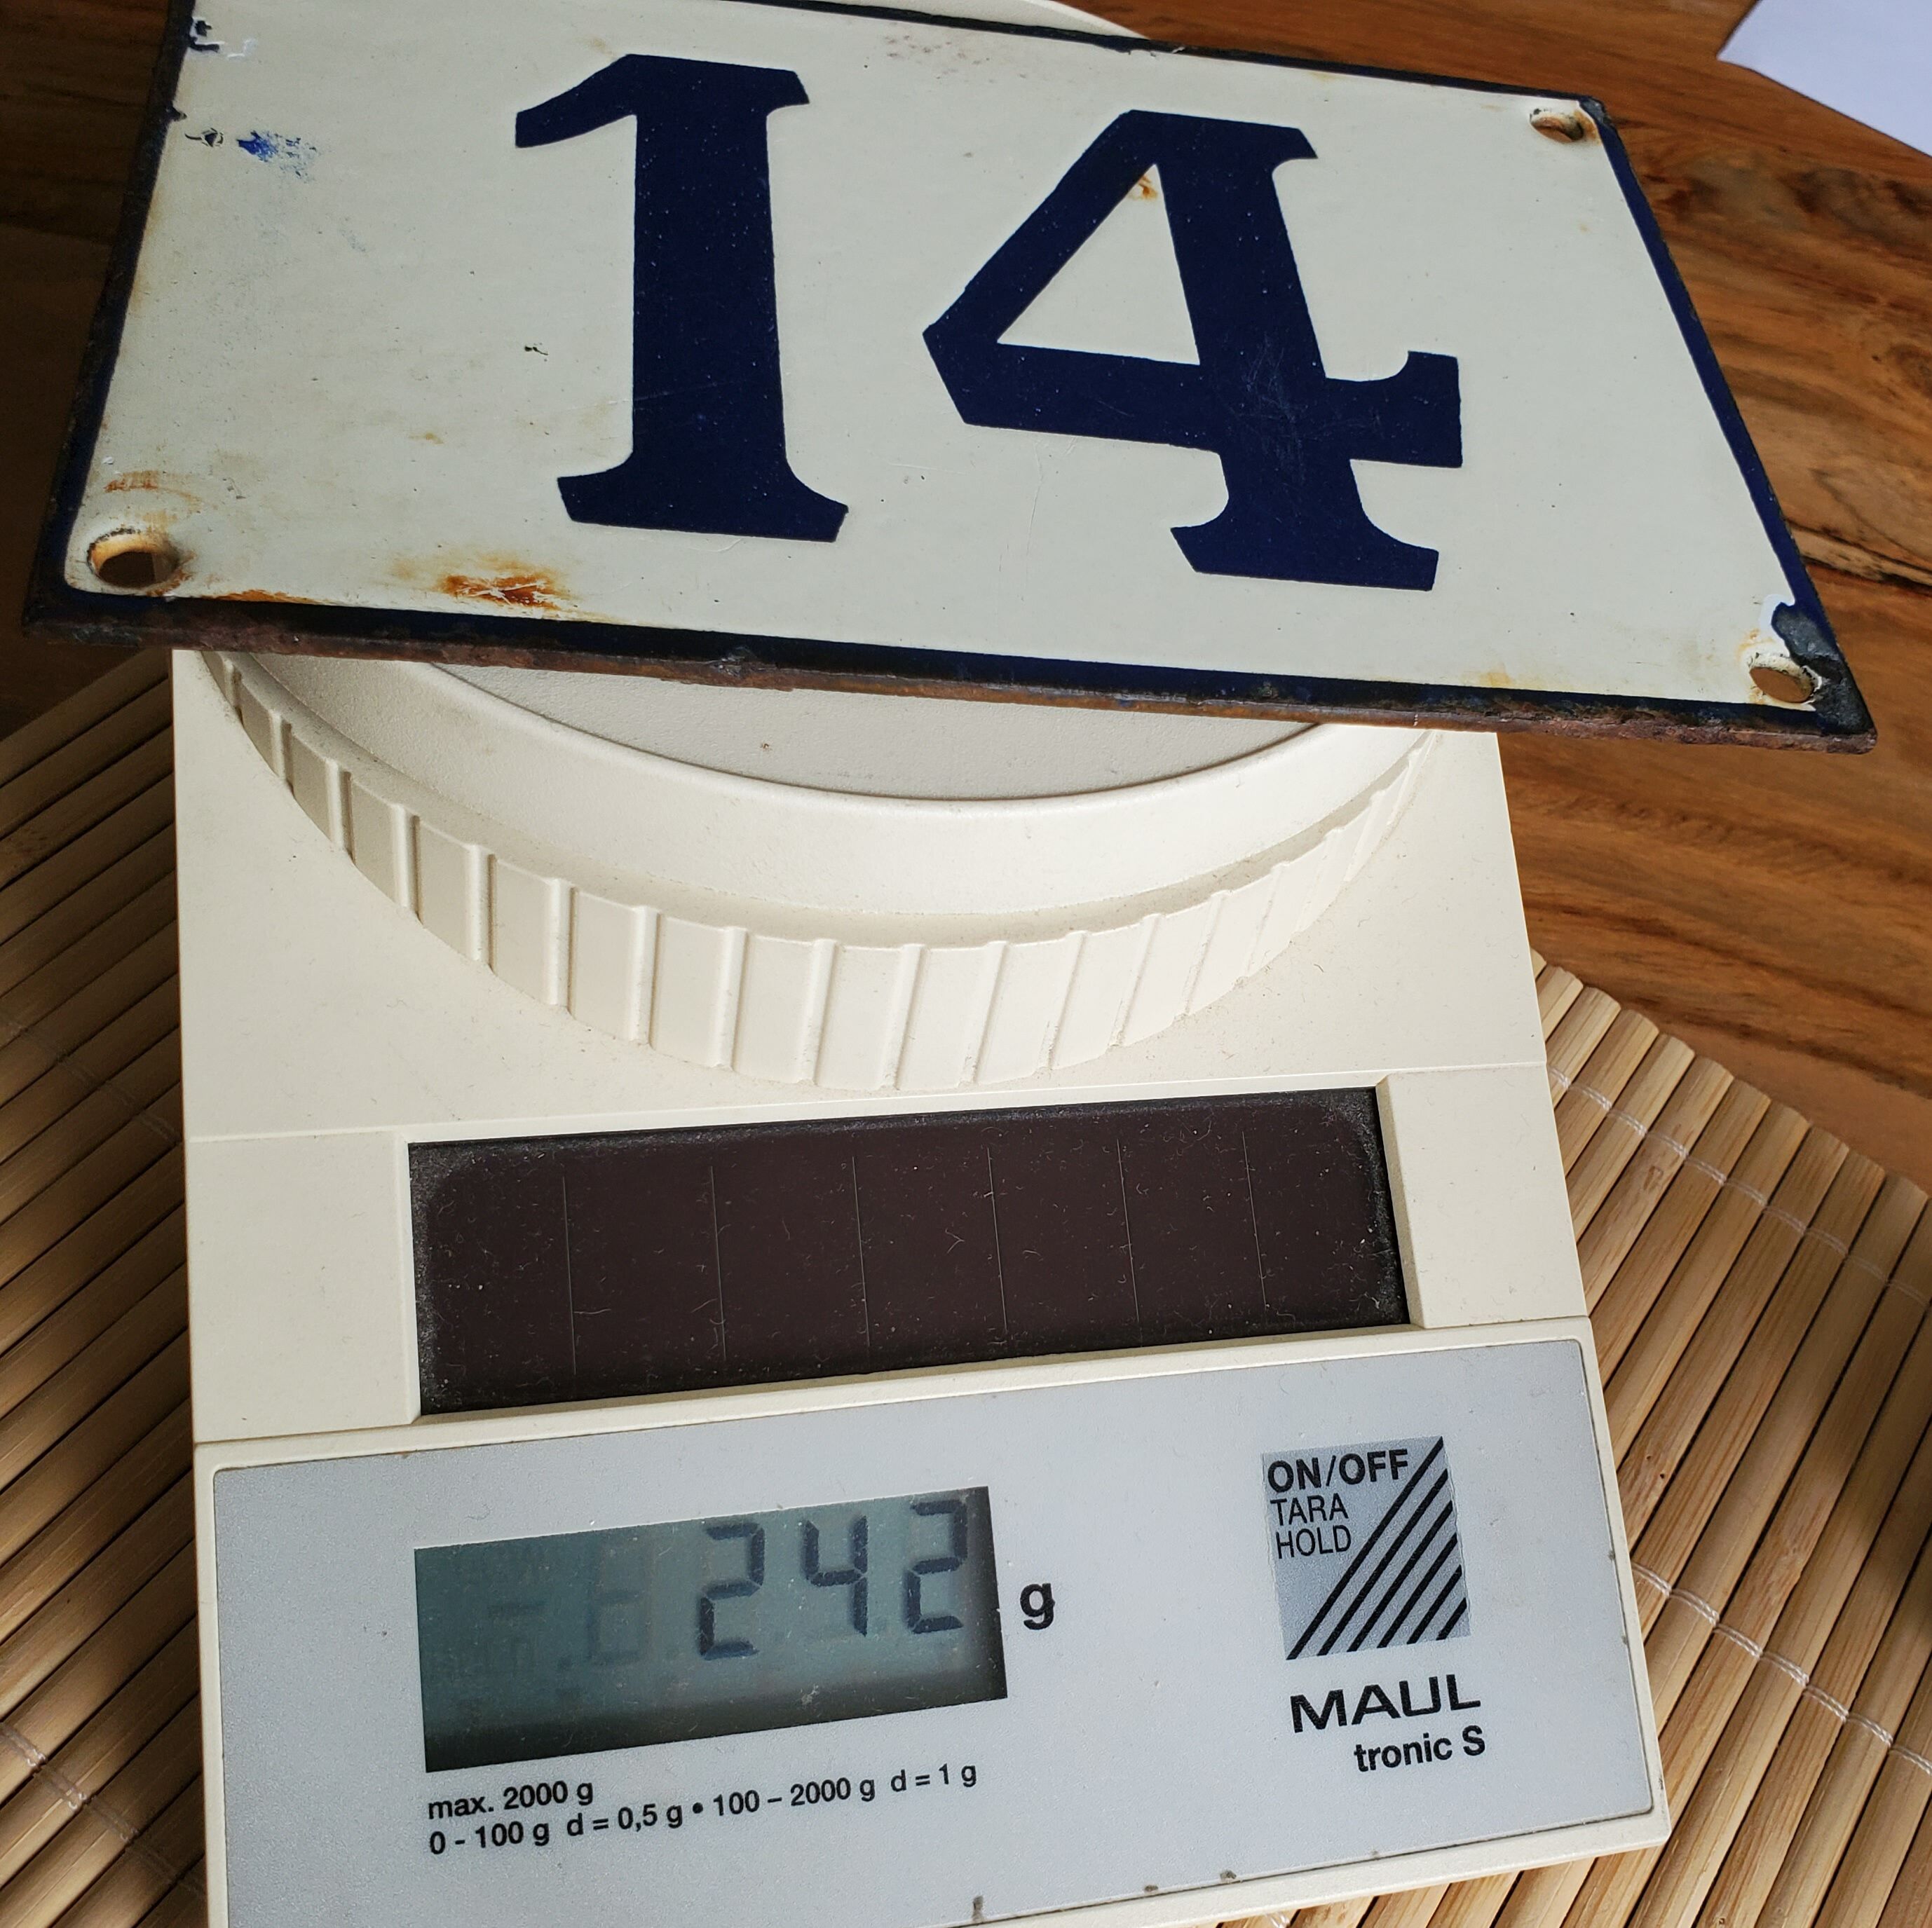 14
ON/OFF
TARA
HOLD
242 g
MAUL
tronic S
max. 2000 g
0 - 100 g d = 0,5 g • 100 – 2000 g d = 1 g